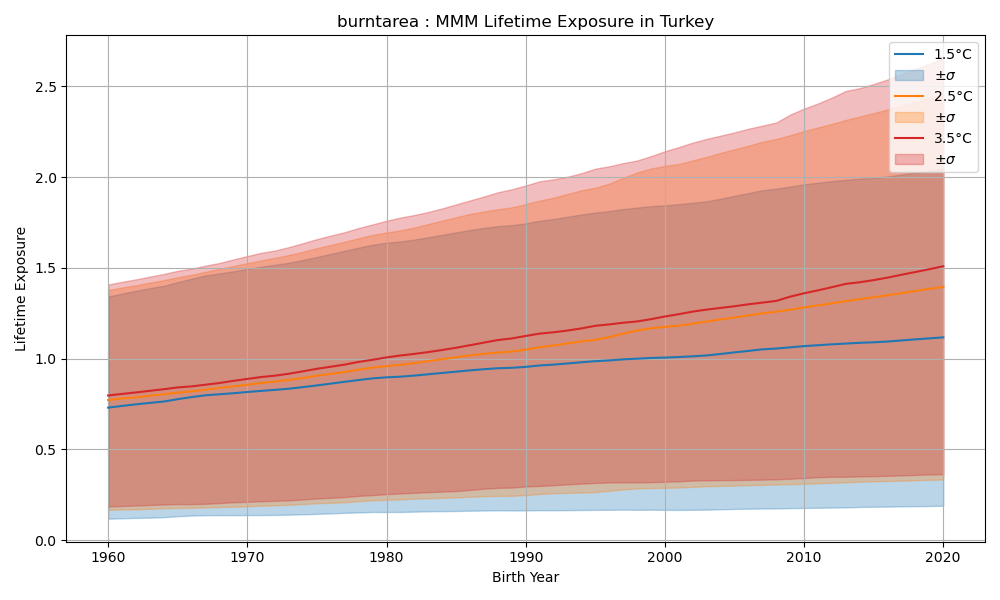 burntarea : MMM Lifetime Exposure in Turkey
1.5°C
±σ
2.5°C
±σ
3.5°C
±σ
Lifetime Exposure
2.5
2.0
1.5
1.0
0.5
0.0
1960 1970 1980 1990 2000 2010 2020
Birth Year